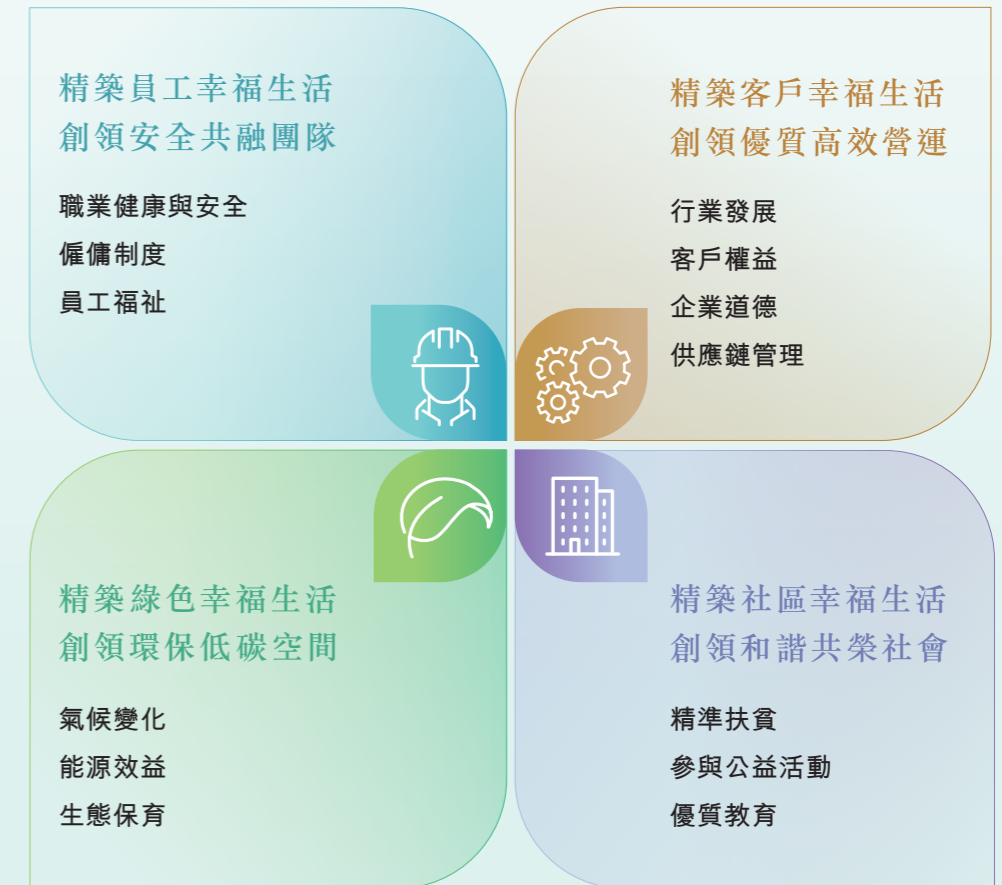 精築員工幸福生活
創領安全共融團隊
職業健康與安全
僱傭制度
員工福祉
精築客戶幸福生活
創領優質高效營運
行業發展
客戶權益
企業道德
供應鏈管理
精築綠色幸福生活
創領環保低碳空間
氣候變化
能源效益
生態保育
精築社區幸福生活
創領和諧共榮社會
精準扶貧
參與公益活動
優質教育